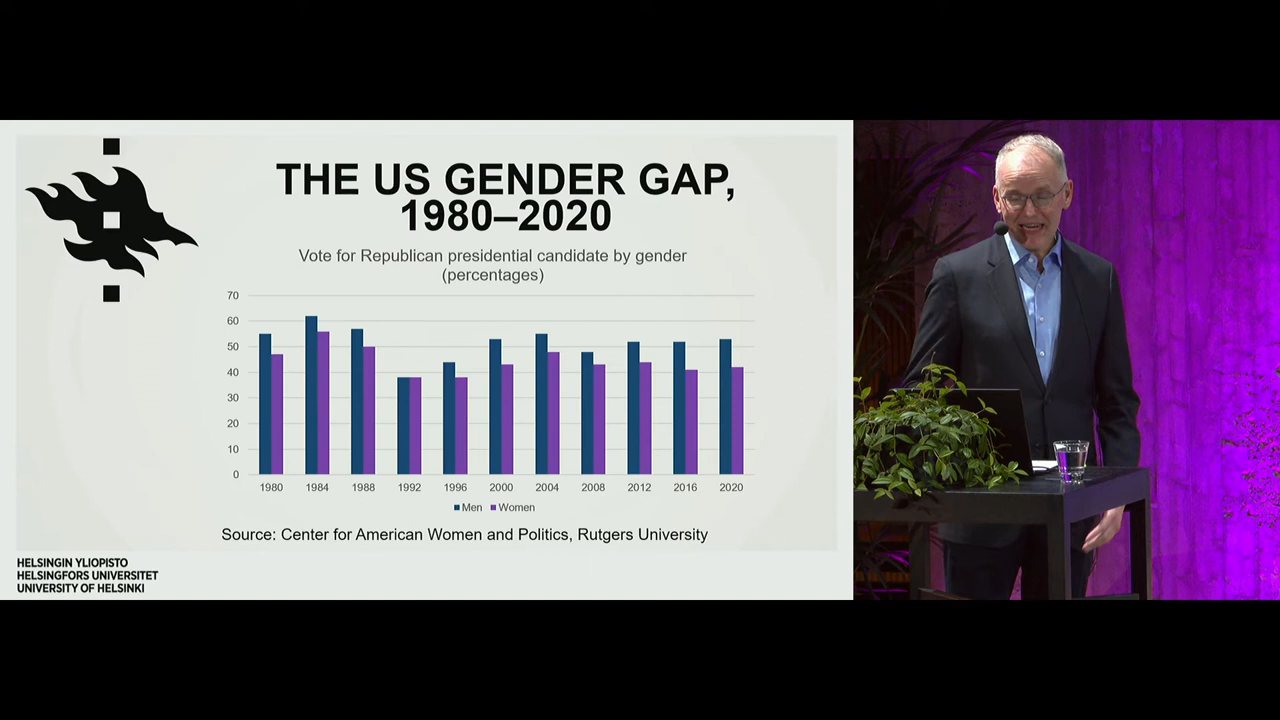 THE US GENDER GAP,
1980–2020
Vote for Republican presidential candidate by gender
(percentages)
70
60
50
40
30
20
10
0
1980 1984 1988 1992 1996 2000 2004 2008 2012 2016 2020
Men Women
Source: Center for American Women and Politics, Rutgers University
HELSINGIN YLIOPISTO
HELSINGFORS UNIVERSITET
UNIVERSITY OF HELSINKI